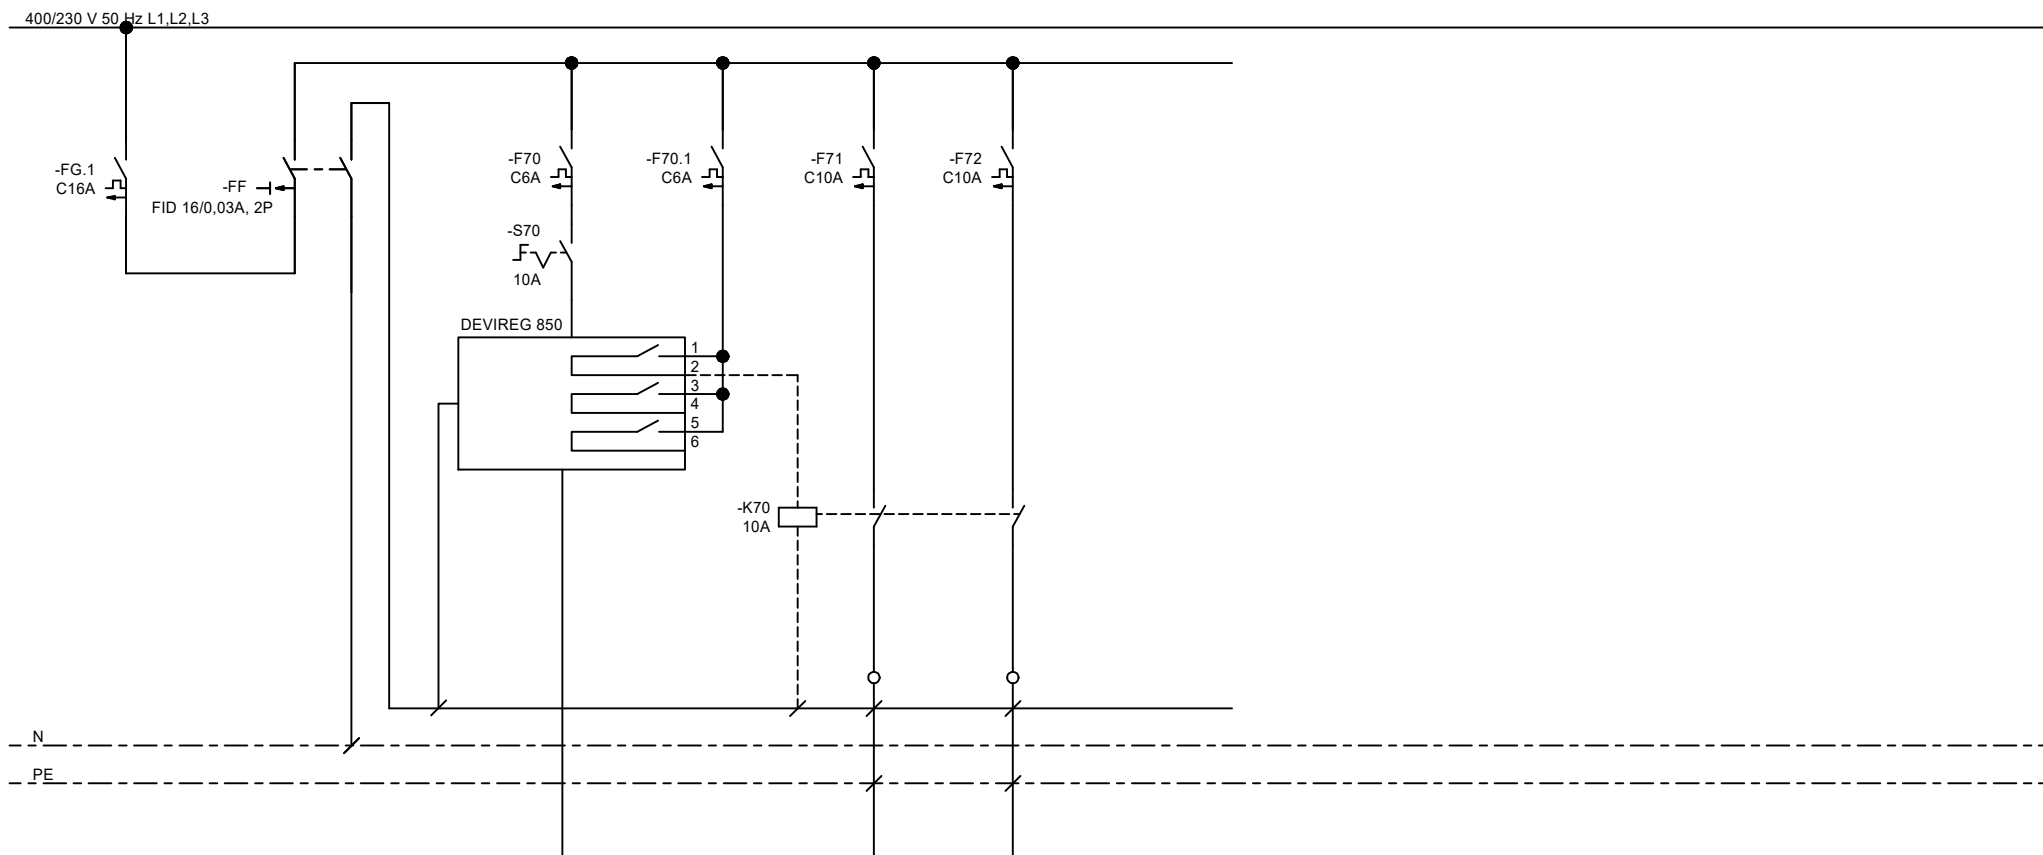 400/230 V 50 Hz L1,L2,L3
-FG.1
C16A
-FF
FID 16/0,03A, 2P
-F70
C6A
-F70.1
C6A
-F71
C10A
-F72
C10A
-S70
10A
DEVIREG 850
1
2
3
4
5
6
-K70
10A
N
PE